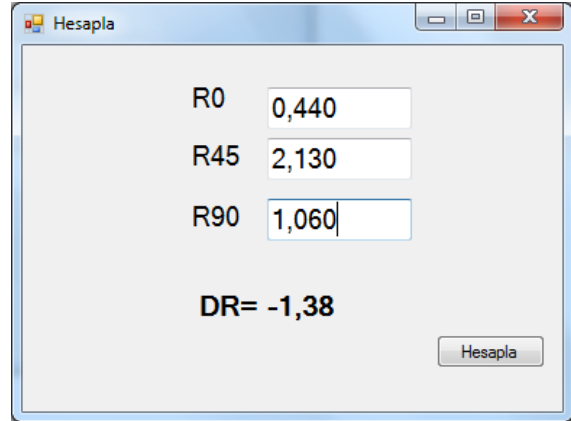 Hesapla
R0 0,440
R45 2,130
R90 1,060
DR= -1,38
Hesapla